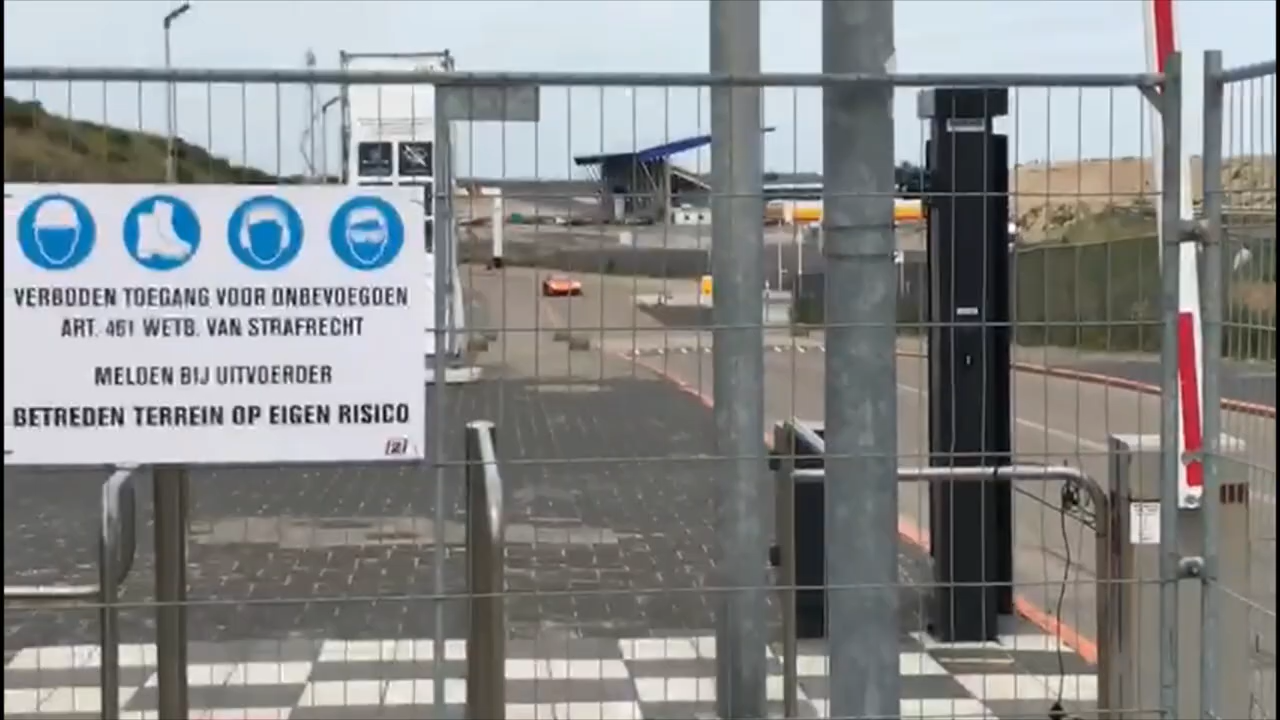 VERBODEN TOEGANG VOOR ONBEVOEGDEN
ART. 461 WETB. VAN STRAFRECHT
MELDEN BIJ UITVOERDER
BETREDEN TERREIN OP EIGEN RISICO